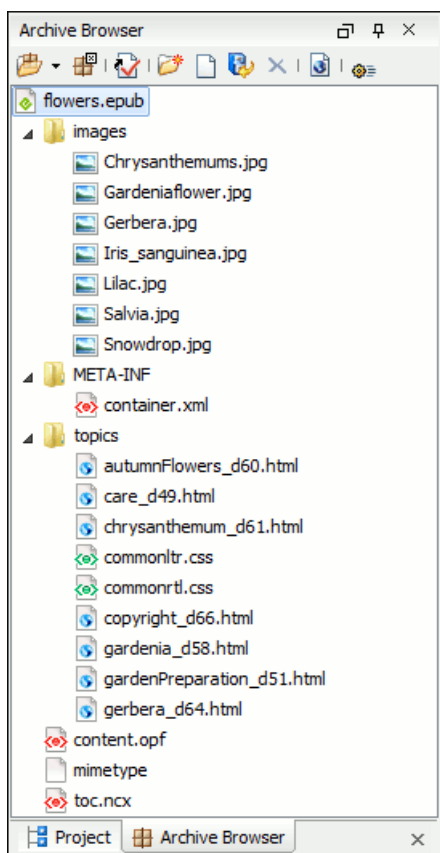 Archive Browser
flowers.epub
images
Chrysanthemums.jpg
Gardeniaflower.jpg
Gerbera.jpg
Iris_sanguinea.jpg
Lilac.jpg
Salvia.jpg
Snowdrop.jpg
META-INF
container.xml
topics
autumnFlowers_d60.html
care_d49.html
chrysanthemum_d61.html
commonltr.css
commonrtl.css
copyright_d66.html
gardenia_d58.html
gardenPreparation_d51.html
gerbera_d64.html
content.opf
mimetype
toc.ncx
Project Archive Browser